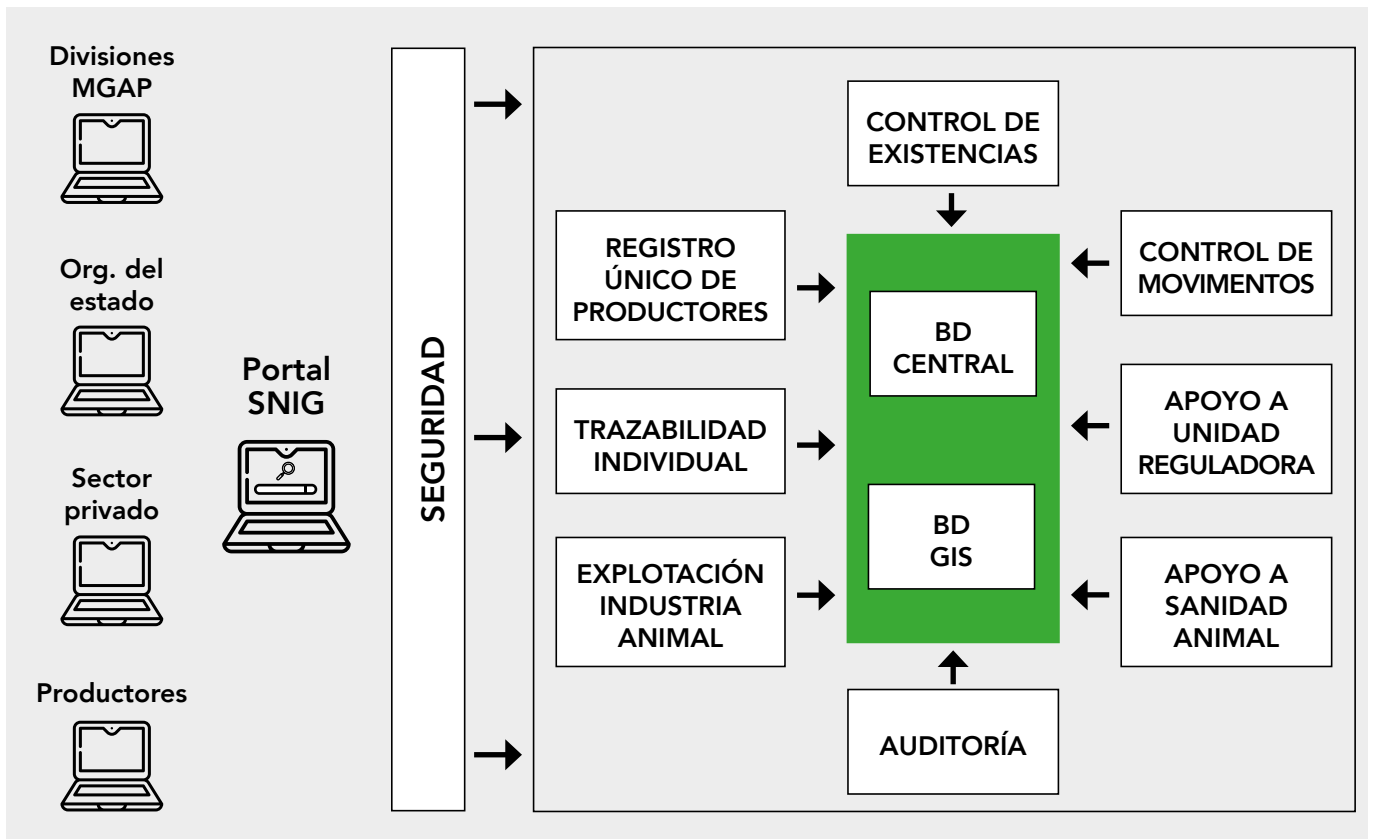 Divisiones
MGAP
Org. del
estado
Sector
privado
Productores
Portal
SNIG
SEGURIDAD
CONTROL DE
EXISTENCIAS
REGISTRO
ÚNICO DE
PRODUCTORES
TRAZABILIDAD
INDIVIDUAL
EXPLOTACIÓN
INDUSTRIA
ANIMAL
BD
CENTRAL
BD
GIS
CONTROL DE
MOVIMENTOS
APOYO A
UNIDAD
REGULADORA
APOYO A
SANIDAD
ANIMAL
AUDITORÍA